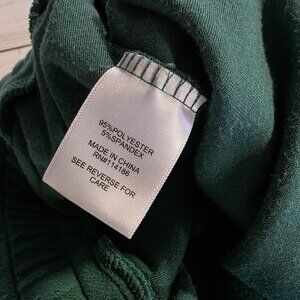 95%POLYESTER
5%SPANDEX
MADE IN CHINA
RN#114186
SEE REVERSE FOR
CARE